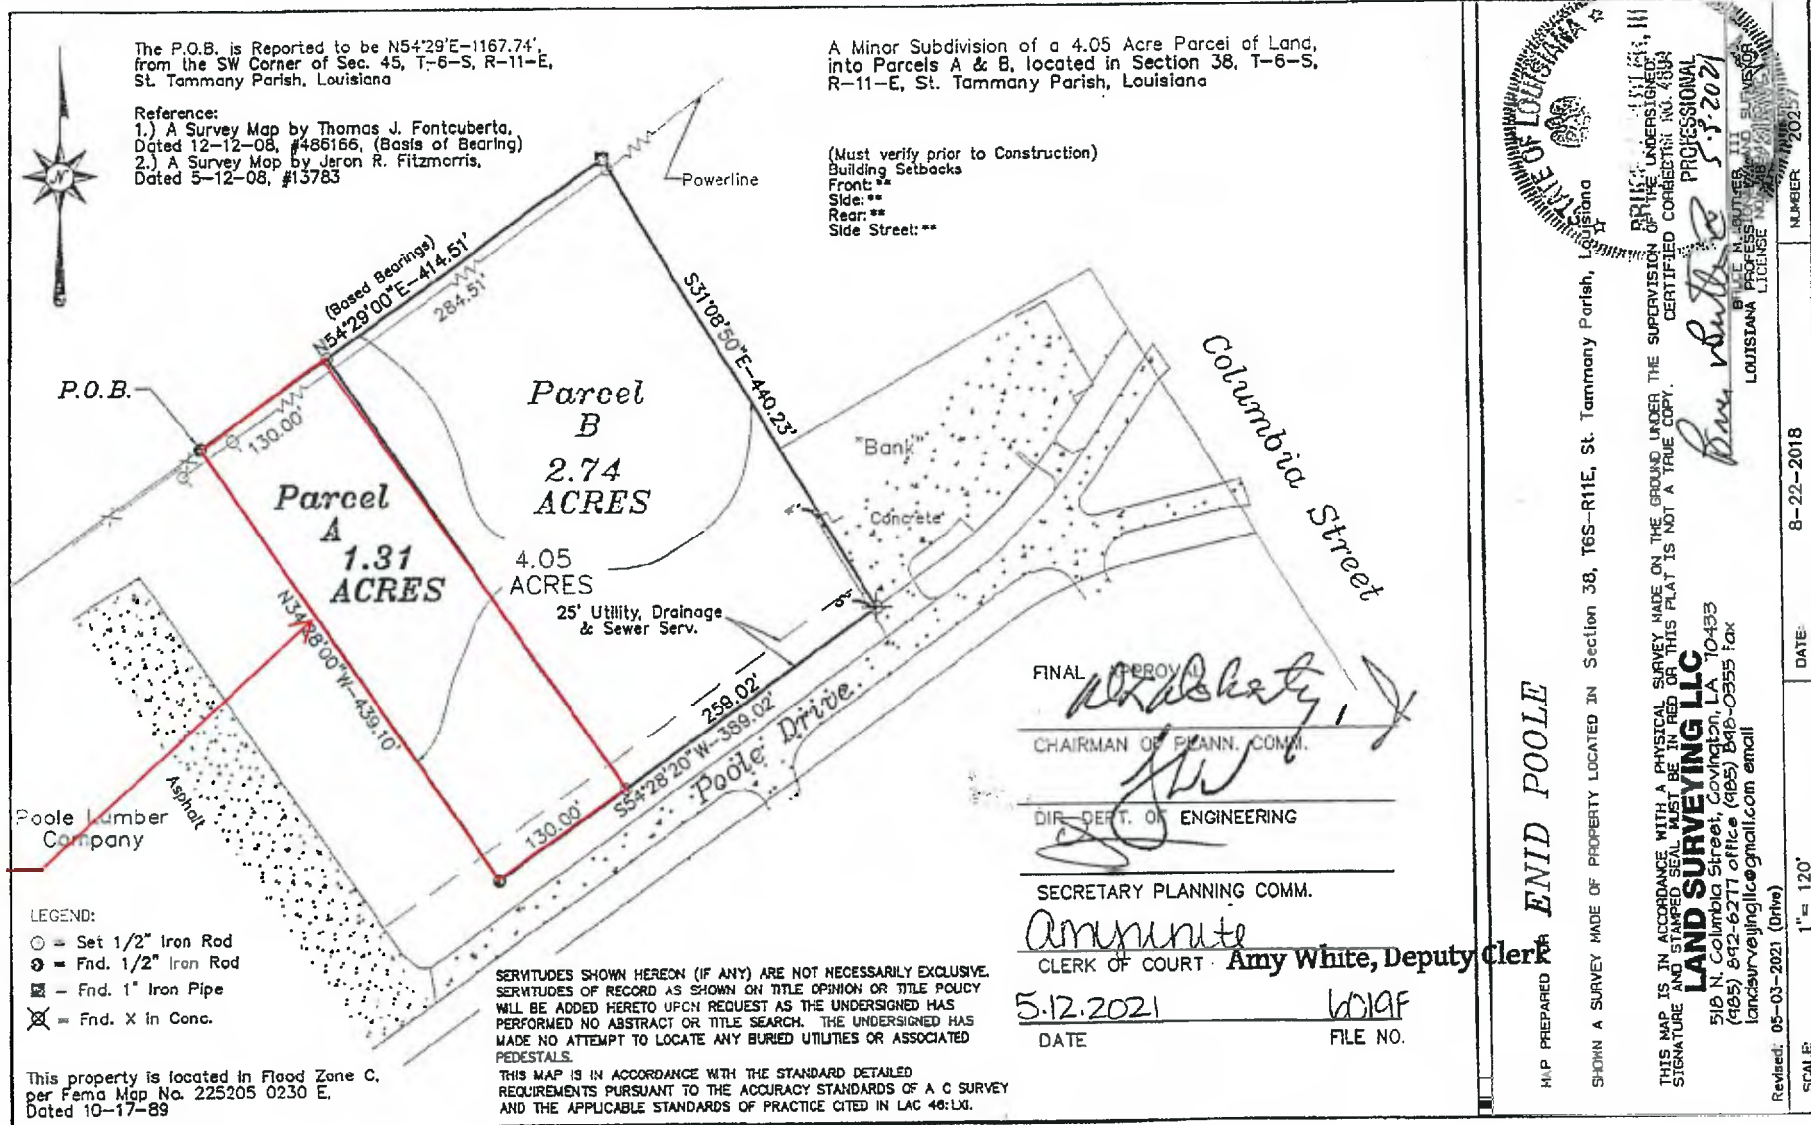 The P.O.B. is Reported to be N54°29'E-1167.74',
from the SW Corner of Sec. 45, T-6-S, R-11-E,
St. Tammany Parish, Louisiana
Reference:
1.) A Survey Map by Thomas J. Fontcuberta,
Dated 12-12-08, #486166, (Basis of Bearing)
2.) A Survey Map by Jeron R. Fitzmorris,
Dated 5-12-08, #13783
A Minor Subdivision of a 4.05 Acre Parcel of Land,
into Parcels A & B, located in Section 38, T-6-S,
R-11-E, St. Tammany Parish, Louisiana
(Must verify prior to Construction)
Building Setbacks
Front: **
Side: **
Rear: **
Side Street: **
N
Powerline
(Based Bearings)
N54°29'00"E-414.51'
284.51'
S31°08'50"E-440.23'
P.O.B.
130.00'
Parcel
B
2.74
ACRES
Parcel
A
1.31
ACRES
4.05
ACRES
"Bank"
Concrete
Columbia Street
25' Utility, Drainage
& Sewer Serv.
N34°28'00"W-439.10'
259.02'
S54°28'20"W-389.02'
130.00'
Poole Drive
Asphalt
Poole Lumber
Company
LEGEND:
= Set 1/2" Iron Rod
= Fnd. 1/2" Iron Rod
= Fnd. 1" Iron Pipe
= Fnd. X in Conc.
This property is located in Flood Zone C,
per Fema Map No. 225205 0230 E,
Dated 10-17-89
SERVITUDES SHOWN HEREON (IF ANY) ARE NOT NECESSARILY EXCLUSIVE.
SERVITUDES OF RECORD AS SHOWN ON TITLE OPINION OR TITLE POLICY
WILL BE ADDED HERETO UPON REQUEST AS THE UNDERSIGNED HAS
PERFORMED NO ABSTRACT OR TITLE SEARCH. THE UNDERSIGNED HAS
MADE NO ATTEMPT TO LOCATE ANY BURIED UTILITIES OR ASSOCIATED
PEDESTALS.
THIS MAP IS IN ACCORDANCE WITH THE STANDARD DETAILED
REQUIREMENTS PURSUANT TO THE ACCURACY STANDARDS OF A C SURVEY
AND THE APPLICABLE STANDARDS OF PRACTICE CITED IN LAC 46:LXI.
FINAL APPROVAL
CHAIRMAN OF PLANN. COMM.
DIR. DEPT. OF ENGINEERING
SECRETARY PLANNING COMM.
Amy White
CLERK OF COURT Amy White, Deputy Clerk
5.12.2021 6019F
DATE FILE NO.
MAP PREPARED FOR ENID POOLE
SHOWN A SURVEY MADE OF PROPERTY LOCATED IN Section 38, T6S-R11E, St. Tammany Parish, Louisiana
THIS MAP IS IN ACCORDANCE WITH A PHYSICAL SURVEY MADE ON THE GROUND UNDER THE SUPERVISION OF THE UNDERSIGNED.
SIGNATURE AND STAMPED SEAL MUST BE IN RED OR THIS PLAT IS NOT A TRUE COPY. CERTIFIED CORRECT
LAND SURVEYING LLC
518 N. Columbia Street, Covington, LA 70433
(985) 892-6277 office (985) 898-0355 fax
landsurveyingllc@gmail.com email
STATE OF LOUISIANA
PROFESSIONAL
5-3-2021
BRUCE M. BUTLER III
LOUISIANA PROFESSIONAL LAND SURVEYOR
LICENSE NO.
Revised: 05-03-2021 (Drive)
SCALE: 1"= 120'
DATE: 8-22-2018
NUMBER: 20257